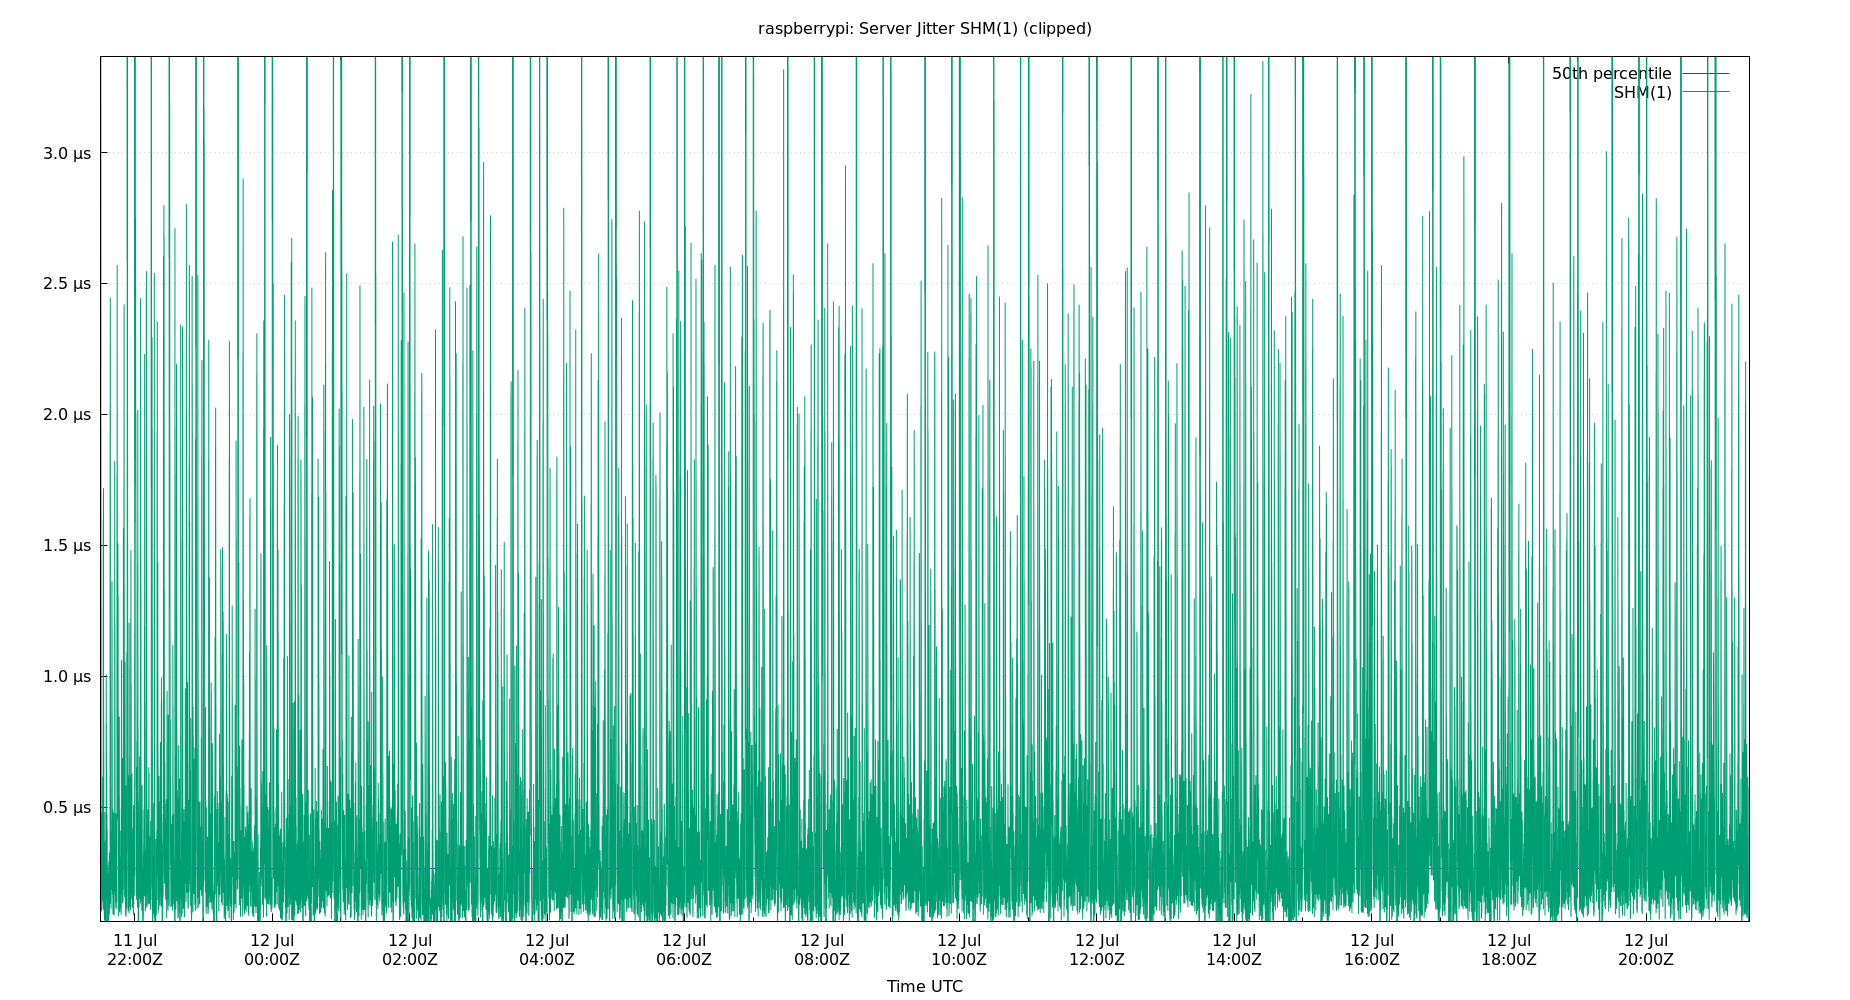 raspberrypi: Server Jitter SHM(1) (clipped)
50th percentile
SHM(1)
3.0 µs
2.5 µs
2.0 µs
1.5 µs
1.0 µs
0.5 µs
11 Jul 12 Jul 12 Jul 12 Jul 12 Jul 12 Jul 12 Jul 12 Jul 12 Jul 12 Jul 12 Jul 12 Jul
22:00Z 00:00Z 02:00Z 04:00Z 06:00Z 08:00Z 10:00Z 12:00Z 14:00Z 16:00Z 18:00Z 20:00Z
Time UTC